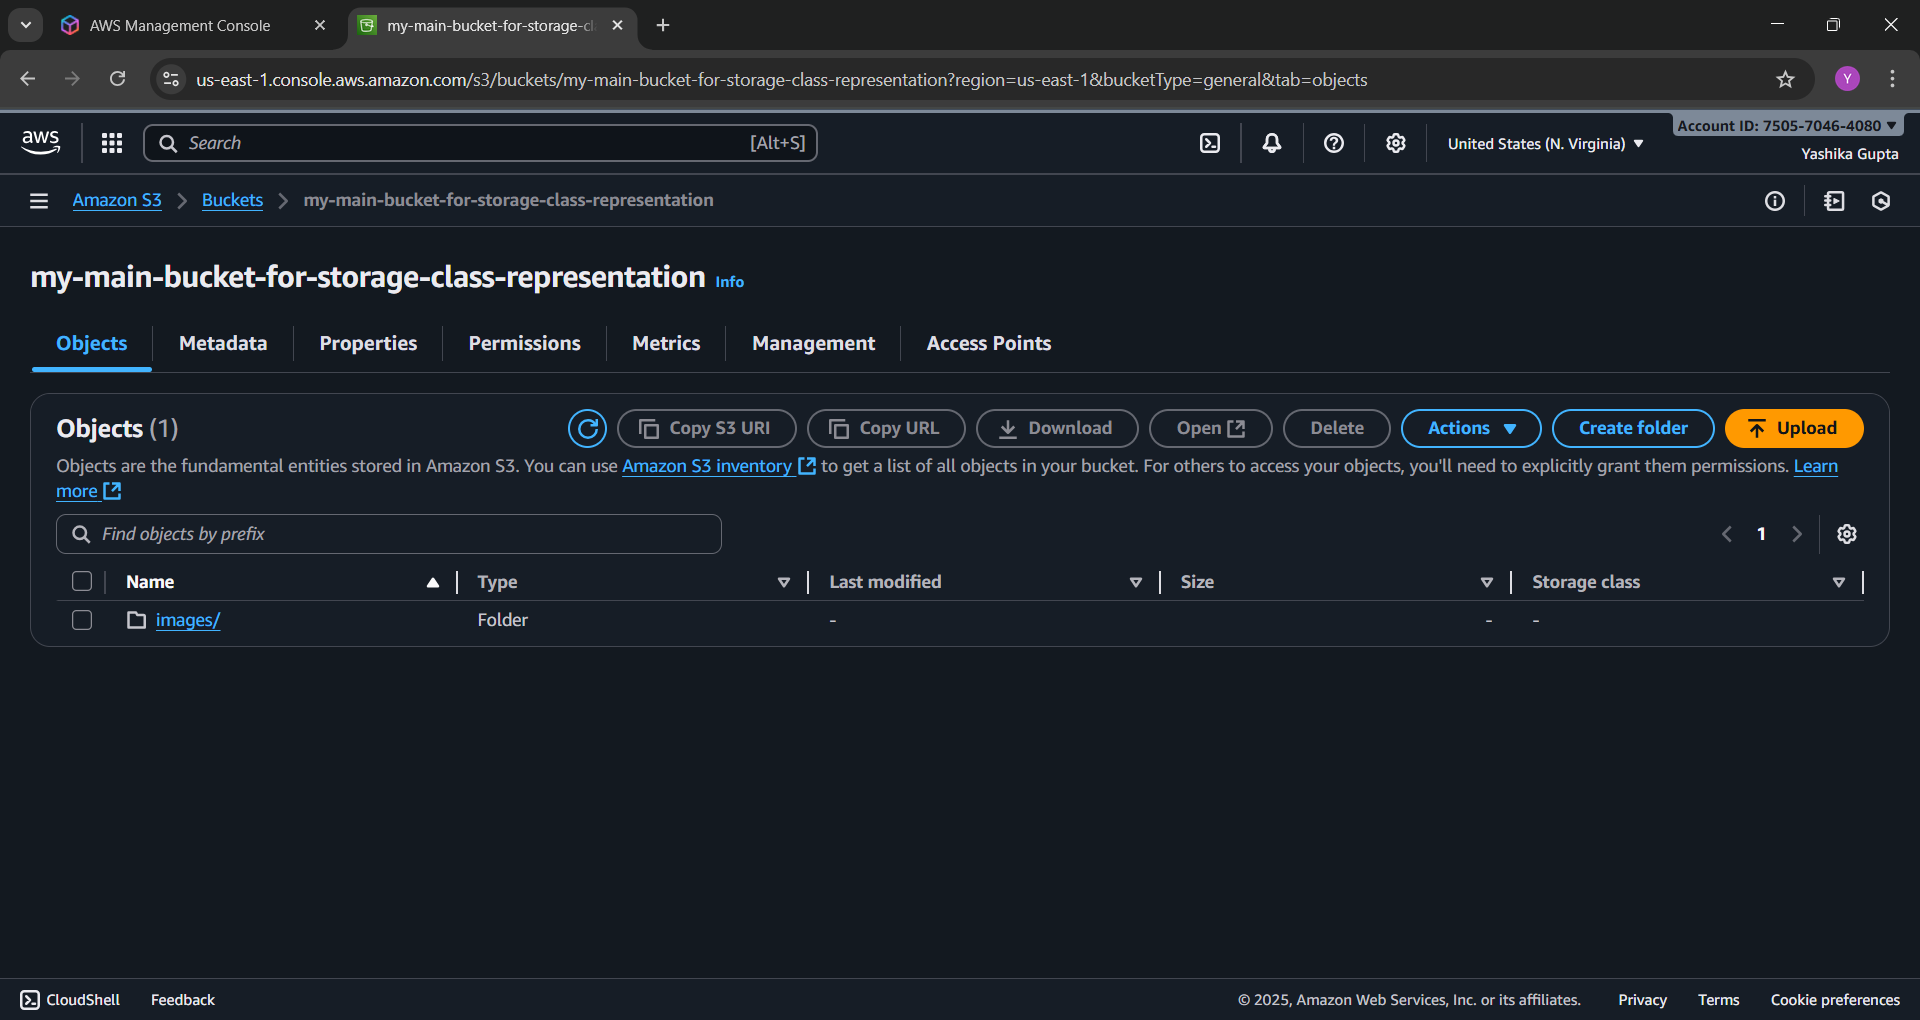 AWS Management Console
my-main-bucket-for-storage-cl
us-east-1.console.aws.amazon.com/s3/buckets/my-main-bucket-for-storage-class-representation?region=us-east-1&bucketType=general&tab=objects
Y
aws
Search
[Alt+S]
United States (N. Virginia)
Account ID: 7505-7046-4080
Yashika Gupta
Amazon S3
Buckets
my-main-bucket-for-storage-class-representation
my-main-bucket-for-storage-class-representation Info
Objects
Metadata
Properties
Permissions
Metrics
Management
Access Points
Objects (1)
Copy S3 URI
Copy URL
Download
Open
Delete
Actions
Create folder
Upload
Objects are the fundamental entities stored in Amazon S3. You can use Amazon S3 inventory to get a list of all objects in your bucket. For others to access your objects, you'll need to explicitly grant them permissions. Learn
more
Find objects by prefix
1
Name
Type
Last modified
Size
Storage class
images/
Folder
-
-
-
CloudShell
Feedback
© 2025, Amazon Web Services, Inc. or its affiliates.
Privacy
Terms
Cookie preferences